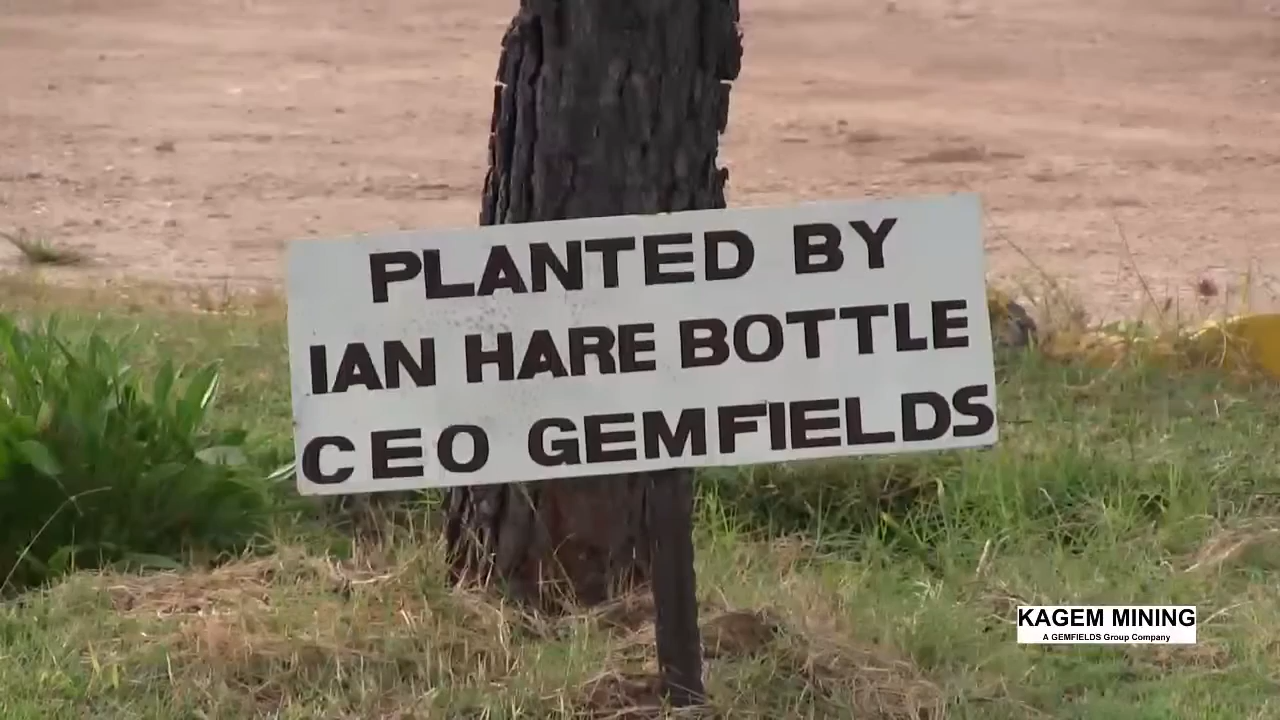 PLANTED BY
IAN HARE BOTTLE
CEO GEMFIELDS
KAGEM MINING
A GEMFIELDS Group Company